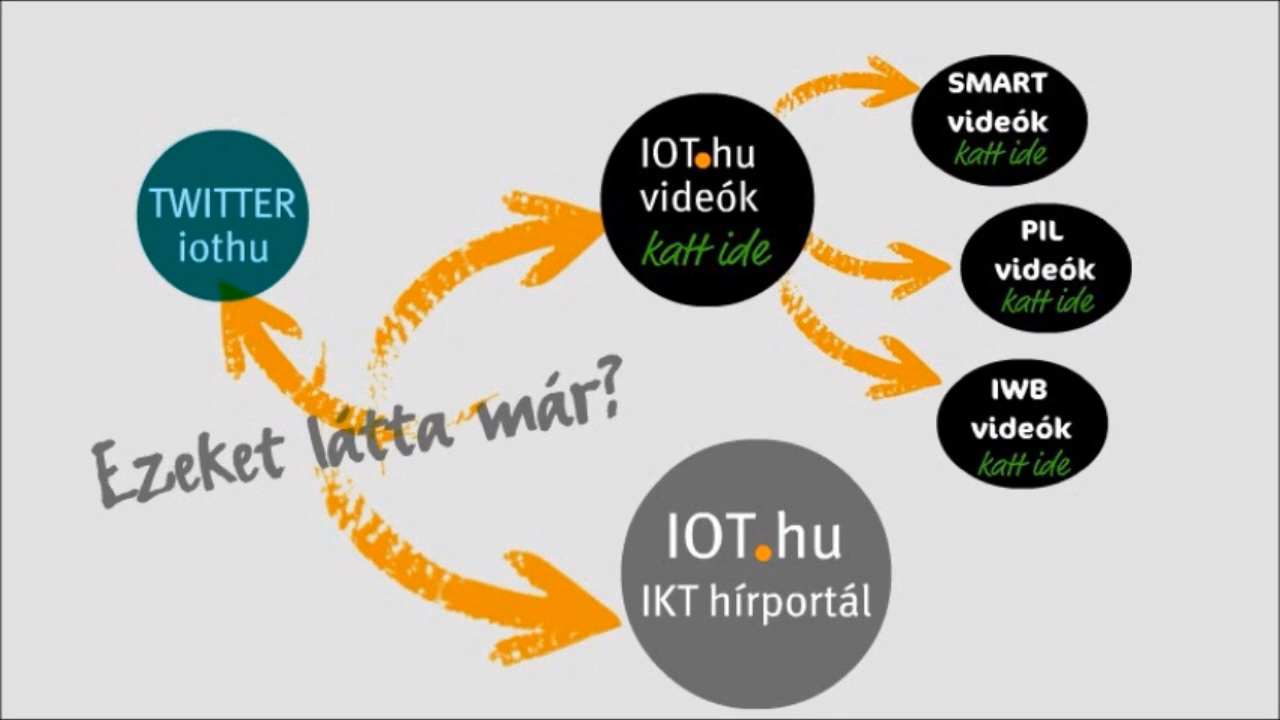 TWITTER
iothu
IOT.hu
videók
katt ide
SMART
videók
katt ide
PIL
videók
katt ide
IWB
videók
katt ide
Ezeket látta már?
IOT.hu
IKT hírportál